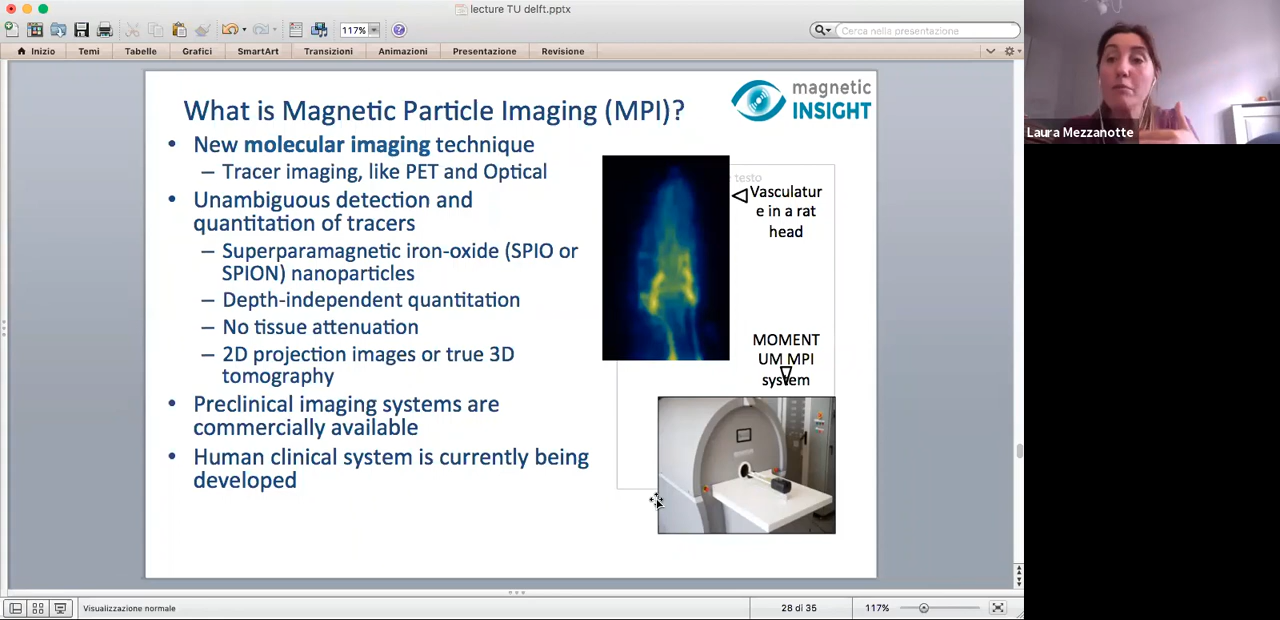 lecture TU delft.pptx
117%
Cerca nella presentazione
Inizio Temi Tabelle Grafici SmartArt Transizioni Animazioni Presentazione Revisione
What is Magnetic Particle Imaging (MPI)?
magnetic
INSIGHT
• New molecular imaging technique
– Tracer imaging, like PET and Optical
• Unambiguous detection and
quantitation of tracers
– Superparamagnetic iron-oxide (SPIO or
SPION) nanoparticles
– Depth-independent quantitation
– No tissue attenuation
– 2D projection images or true 3D
tomography
• Preclinical imaging systems are
commercially available
• Human clinical system is currently being
developed
testo
Vasculatur
e in a rat
head
MOMENT
UM MPI
system
Visualizzazione normale
28 di 35
117%
Laura Mezzanotte